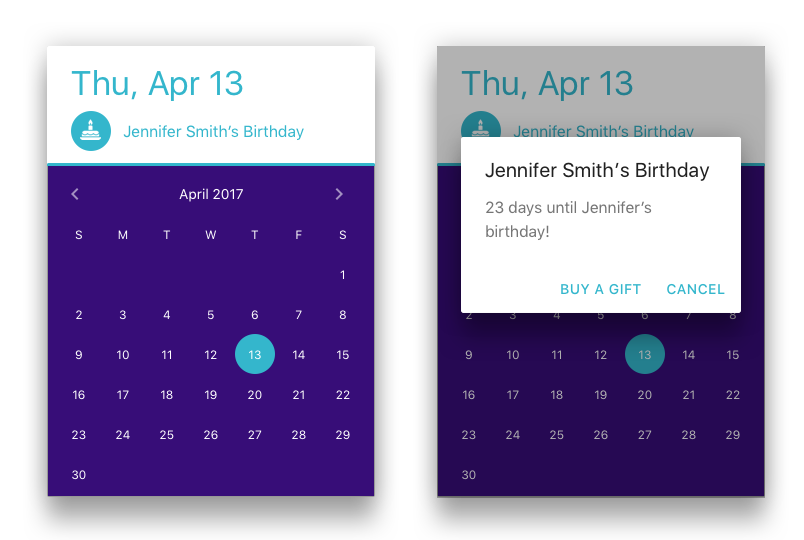 Thu, Apr 13
Jennifer Smith's Birthday
April 2017
S M T W T F S
1
2 3 4 5 6 7 8
9 10 11 12 13 14 15
16 17 18 19 20 21 22
23 24 25 26 27 28 29
30
Thu, Apr 13
Jennifer Smith's Birthday
Jennifer Smith's Birthday
23 days until Jennifer's
birthday!
BUY A GIFT CANCEL
2 3 4 5 6 7 8
9 10 11 12 13 14 15
16 17 18 19 20 21 22
23 24 25 26 27 28 29
30